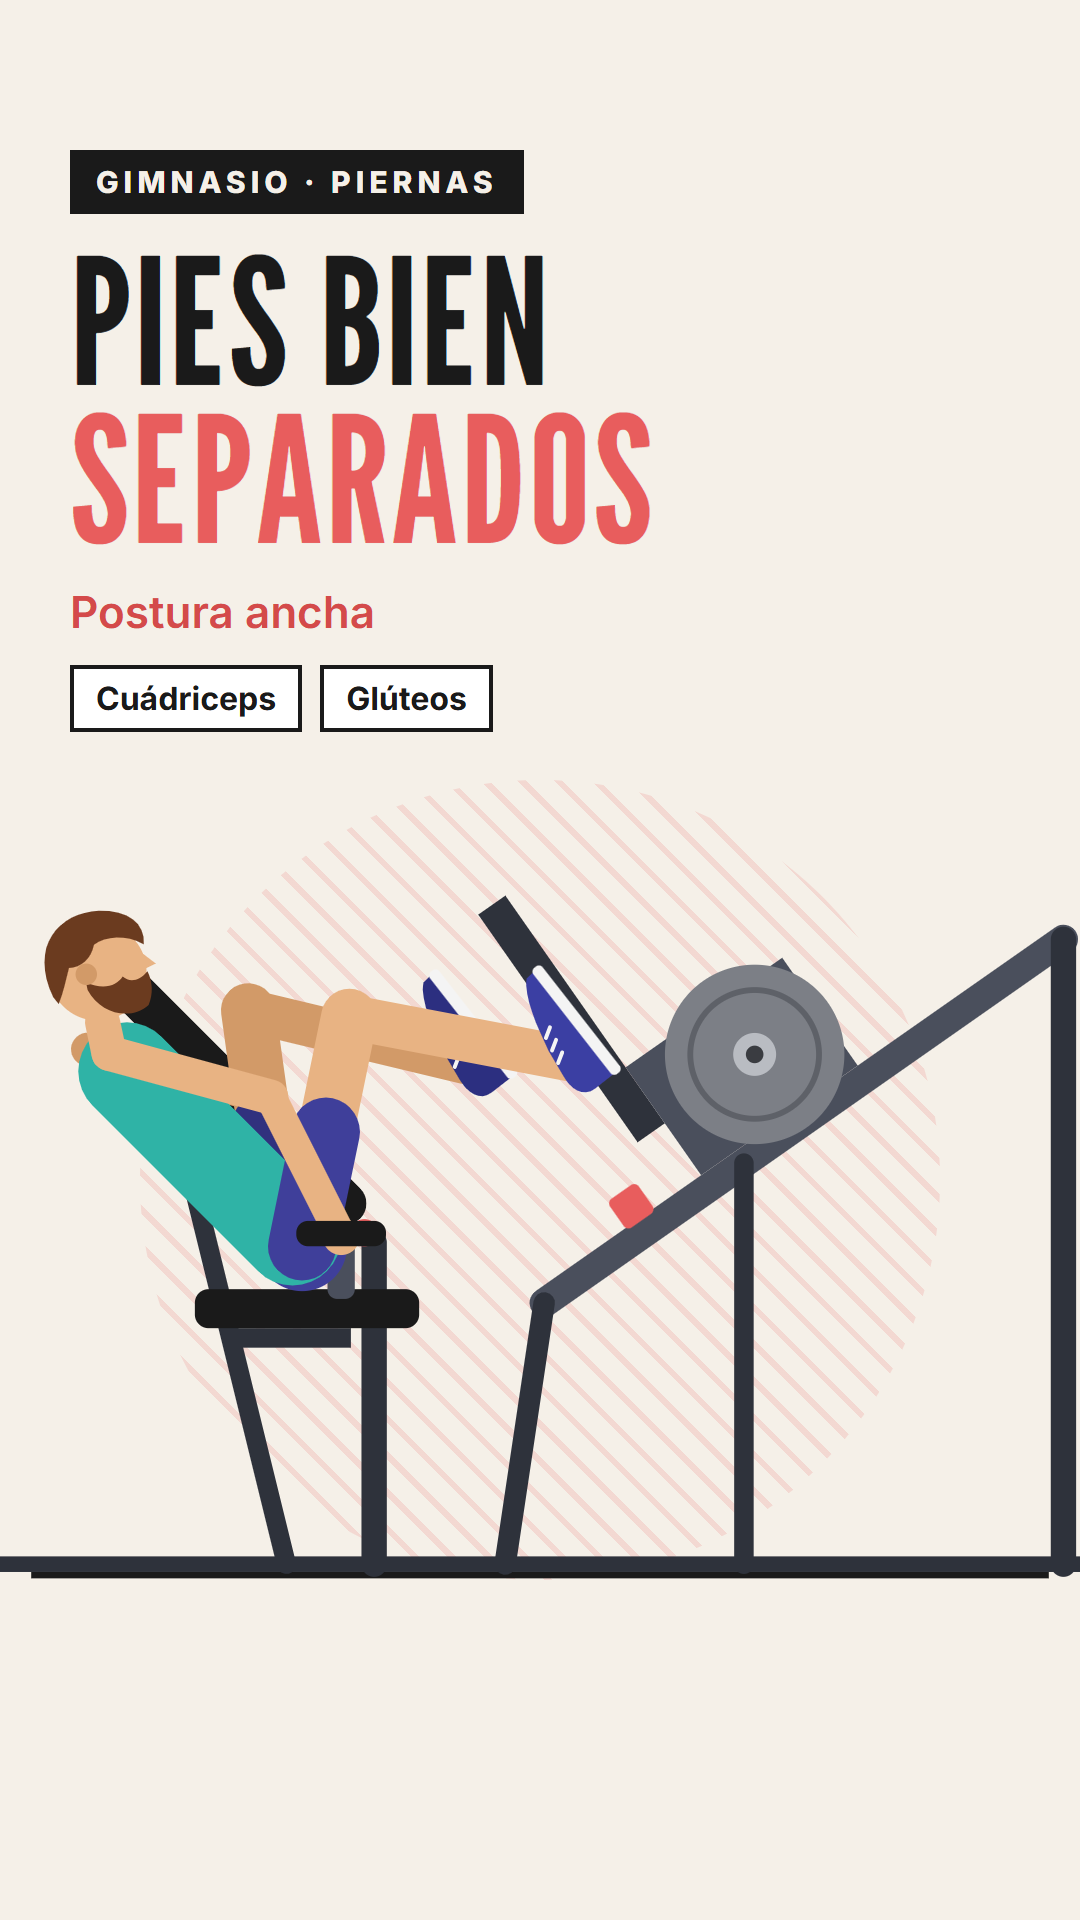 GIMNASIO · PIERNAS
PIES BIEN
SEPARADOS
Postura ancha
Cuádriceps
Glúteos